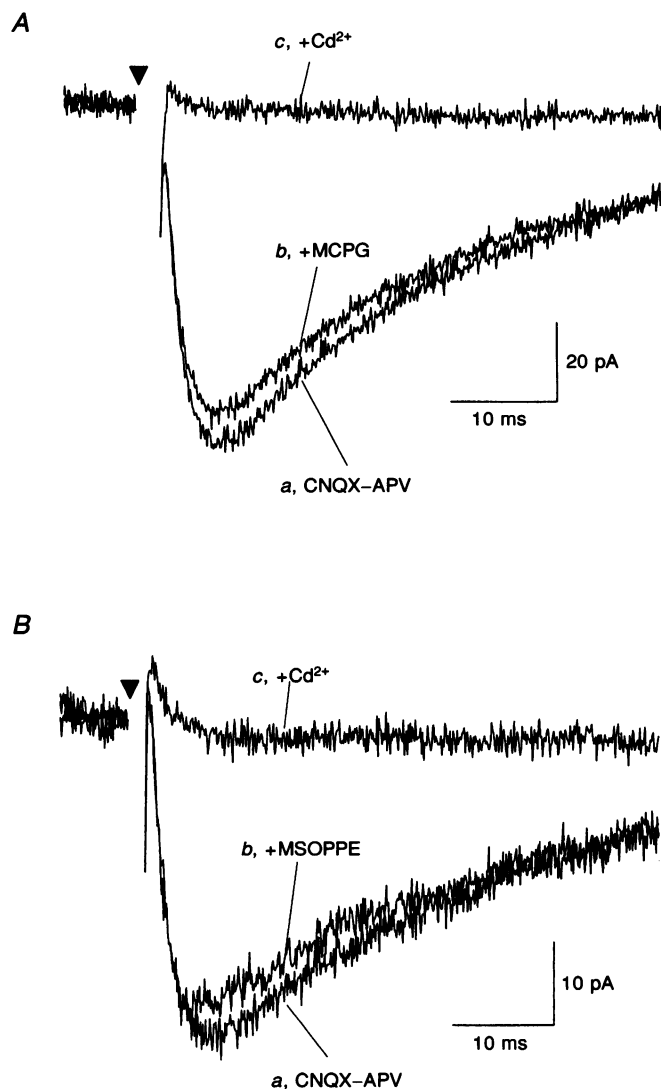 A
c, +Cd²⁺
b, +MCPG
20 pA
10 ms
a, CNQX–APV
B
c, +Cd²⁺
b, +MSOPPE
10 pA
10 ms
a, CNQX–APV